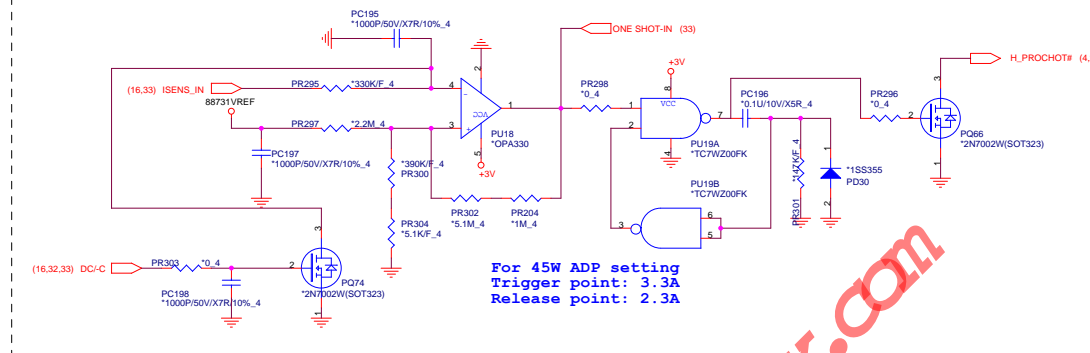 PC195
*1000P/50V/X7R/10%_4
ONE SHOT-IN (33)
(16,33) ISENS_IN
PR295
*330K/F_4
88731VREF
PR297
*2.2M_4
PC197
*1000P/50V/X7R/10%_4
*390K/F_4
PR300
PR304
*5.1K/F_4
2
4
-
VCC
1
3
+
5
+3V
PU18
*OPA330
PR302
*5.1M_4
PR204
*1M_4
PR298
*0_4
+3V
8
VCC
1
2
7
4
PU19A
*TC7WZ00FK
PU19B
*TC7WZ00FK
3
6
5
PC196
*0.1U/10V/X5R_4
*147K/F_4
PR301
1
*1SS355
PD30
2
PR296
*0_4
H_PROCHOT# (4,
3
2
1
PQ66
*2N7002W(SOT323)
(16,32,33) DC/-C
PR303
*0_4
PC198
*1000P/50V/X7R/10%_4
3
2
1
PQ74
*2N7002W(SOT323)
For 45W ADP setting
Trigger point: 3.3A
Release point: 2.3A
.com